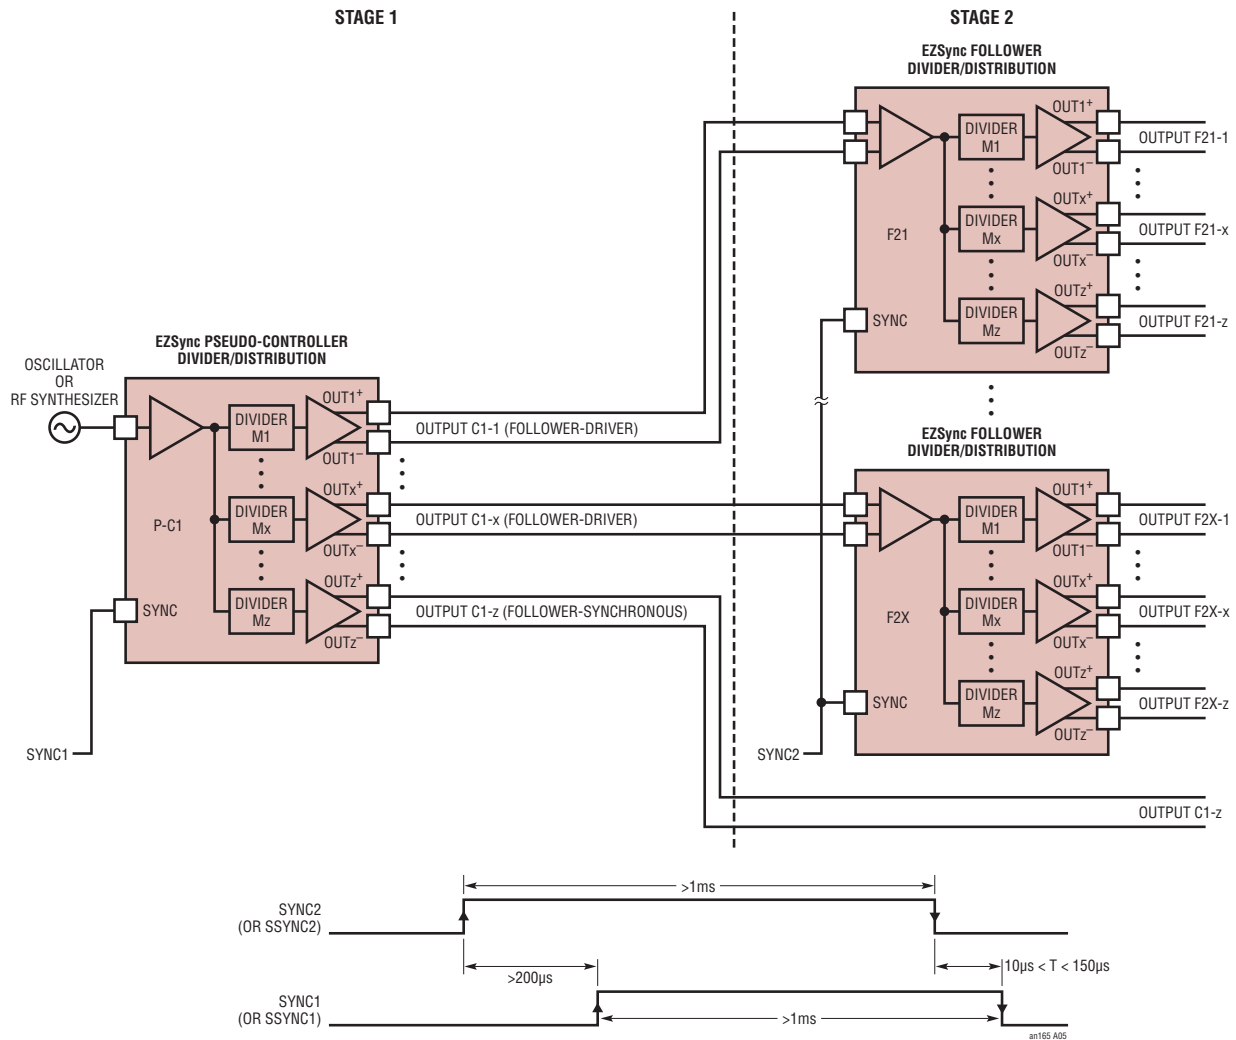 STAGE 1
STAGE 2
EZSync FOLLOWER
DIVIDER/DISTRIBUTION
OUT1+
DIVIDER
M1
OUTPUT F21-1
OUT1–
OUTx+
DIVIDER
Mx
F21
OUTPUT F21-x
OUTx–
OUTz+
SYNC
DIVIDER
Mz
OUTPUT F21-z
OUTz–
EZSync PSEUDO-CONTROLLER
DIVIDER/DISTRIBUTION
OSCILLATOR
OR
RF SYNTHESIZER
OUT1+
DIVIDER
M1
OUTPUT C1-1 (FOLLOWER-DRIVER)
OUT1–
OUTx+
P-C1
DIVIDER
Mx
OUTPUT C1-x (FOLLOWER-DRIVER)
OUTx–
OUTz+
SYNC
DIVIDER
Mz
OUTPUT C1-z (FOLLOWER-SYNCHRONOUS)
OUTz–
SYNC1
EZSync FOLLOWER
DIVIDER/DISTRIBUTION
OUT1+
DIVIDER
M1
OUTPUT F2X-1
OUT1–
OUTx+
F2X
DIVIDER
Mx
OUTPUT F2X-x
OUTx–
OUTz+
SYNC
DIVIDER
Mz
OUTPUT F2X-z
OUTz–
SYNC2
OUTPUT C1-z
>1ms
SYNC2
(OR SSYNC2)
>200µs
10µs < T < 150µs
SYNC1
(OR SSYNC1)
>1ms
an165 A05